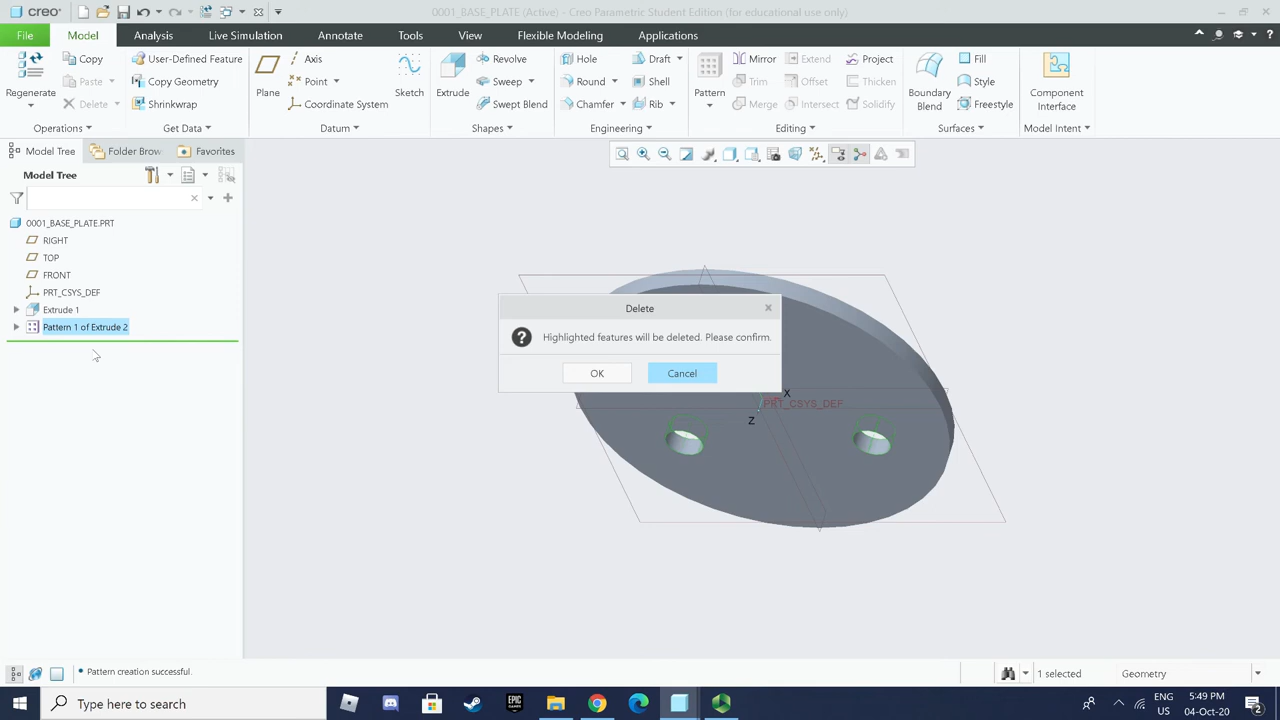 creo
0001_BASE_PLATE (Active) - Creo Parametric Student Edition (for educational use only)
File Model Analysis Live Simulation Annotate Tools View Flexible Modeling Applications
Regenerate
Copy
Paste
Delete
Operations
User-Defined Feature
Copy Geometry
Shrinkwrap
Get Data
Plane
Axis
Point
Coordinate System
Sketch
Datum
Extrude
Revolve
Sweep
Swept Blend
Shapes
Hole
Round
Chamfer
Draft
Shell
Rib
Engineering
Pattern
Mirror
Trim
Merge
Extend
Offset
Intersect
Project
Thicken
Solidify
Editing
Boundary
Blend
Fill
Style
Freestyle
Surfaces
Component
Interface
Model Intent
Model Tree Folder Brow Favorites
Model Tree
0001_BASE_PLATE.PRT
RIGHT
TOP
FRONT
PRT_CSYS_DEF
Extrude 1
Pattern 1 of Extrude 2
Delete
Highlighted features will be deleted. Please confirm.
OK Cancel
X
PRT_CSYS_DEF
Z
Pattern creation successful.
1 selected
Geometry
Type here to search
EPIC
GAMES
ENG
US
5:49 PM
04-Oct-20
2